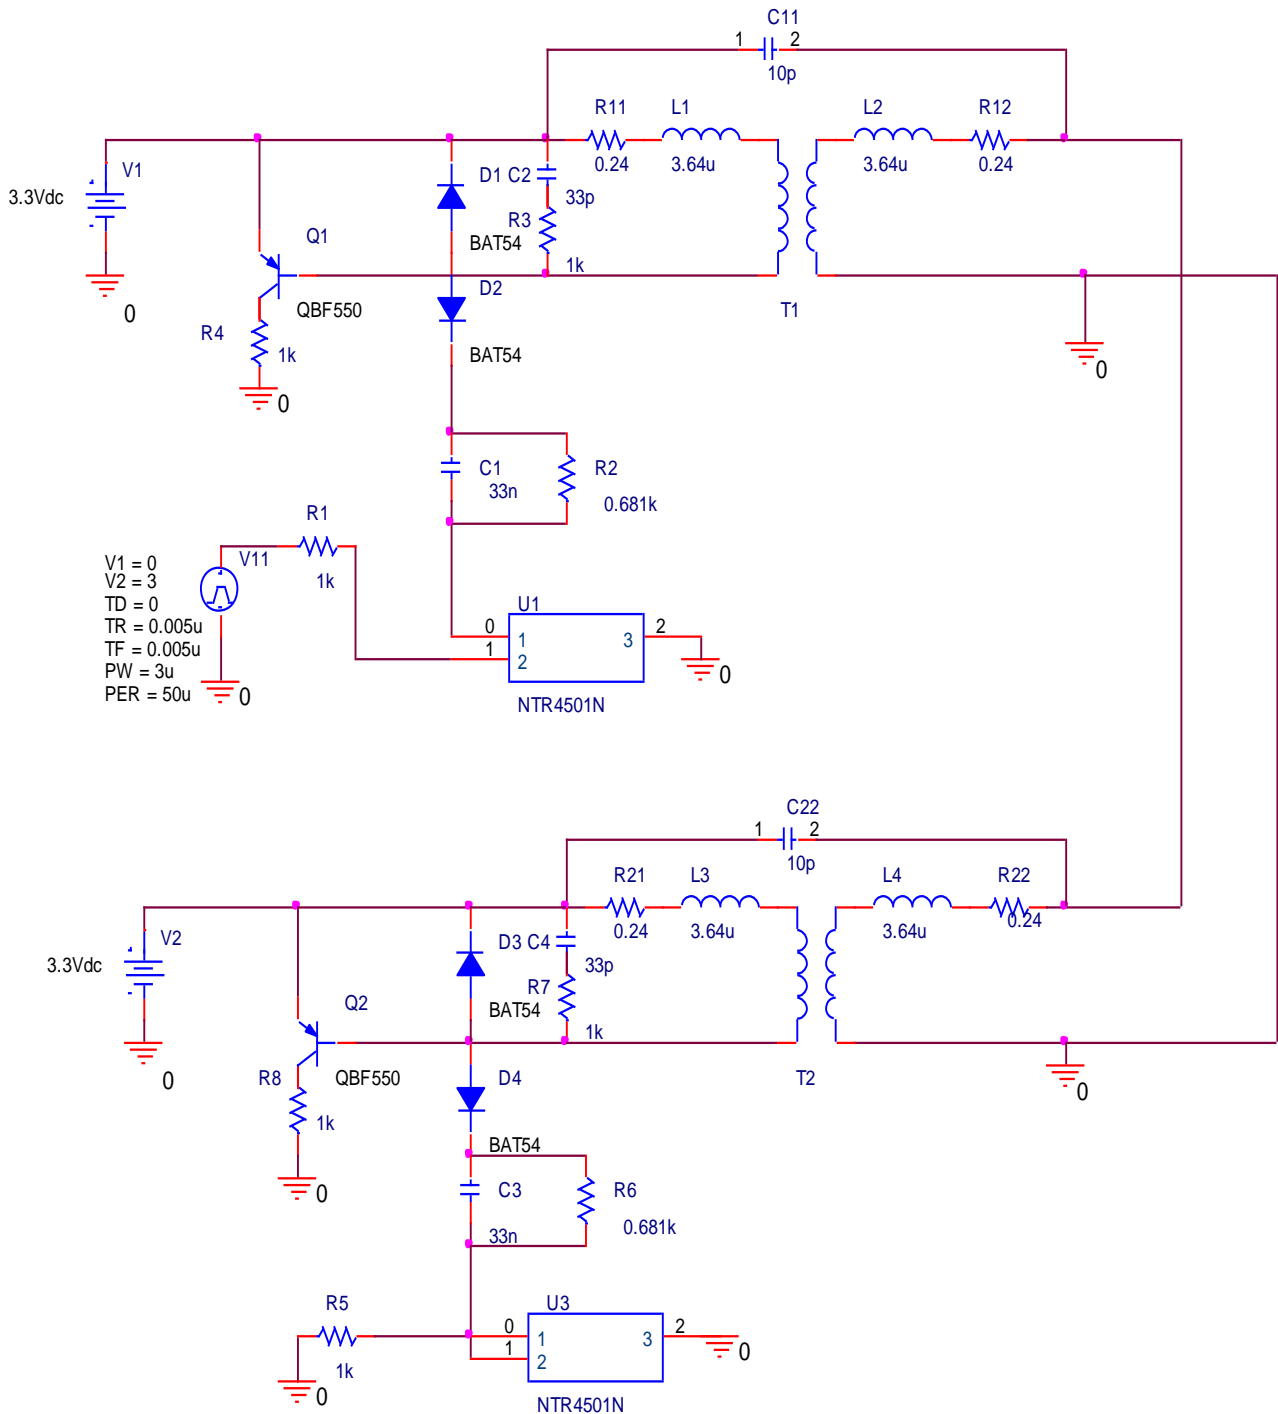 C11
1 2
10p
R11 L1 L2 R12
0.24 3.64u 3.64u 0.24
V1
3.3Vdc
0
D1 C2
33p
R3
BAT54
1k
Q1
QBF550
D2
BAT54
T1
R4
1k
0
0
C1
33n
R2
0.681k
R1
1k
V11
V1 = 0
V2 = 3
TD = 0
TR = 0.005u
TF = 0.005u
PW = 3u
PER = 50u
0
U1
0 1 3 2
1 2
0
NTR4501N
C22
1 2
10p
R21 L3 L4 R22
0.24 3.64u 3.64u 0.24
V2
3.3Vdc
0
D3 C4
33p
R7
BAT54
1k
Q2
QBF550
D4
BAT54
T2
0
R8
1k
0
C3
33n
R6
0.681k
R5
1k
0
U3
0 1 3 2
1 2
0
NTR4501N